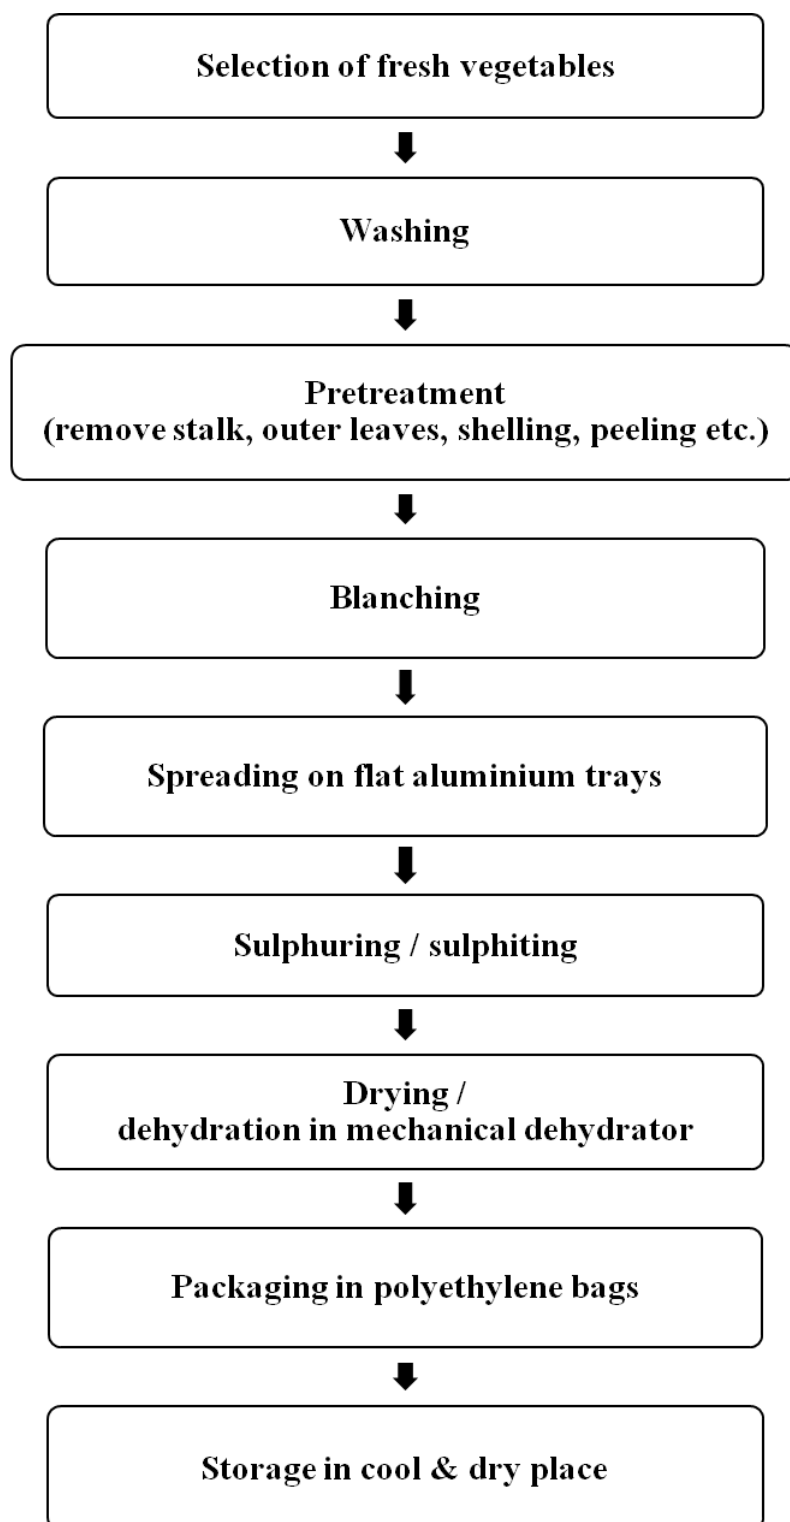 Selection of fresh vegetables
Washing
Pretreatment
(remove stalk, outer leaves, shelling, peeling etc.)
Blanching
Spreading on flat aluminium trays
Sulphuring / sulphiting
Drying /
dehydration in mechanical dehydrator
Packaging in polyethylene bags
Storage in cool & dry place